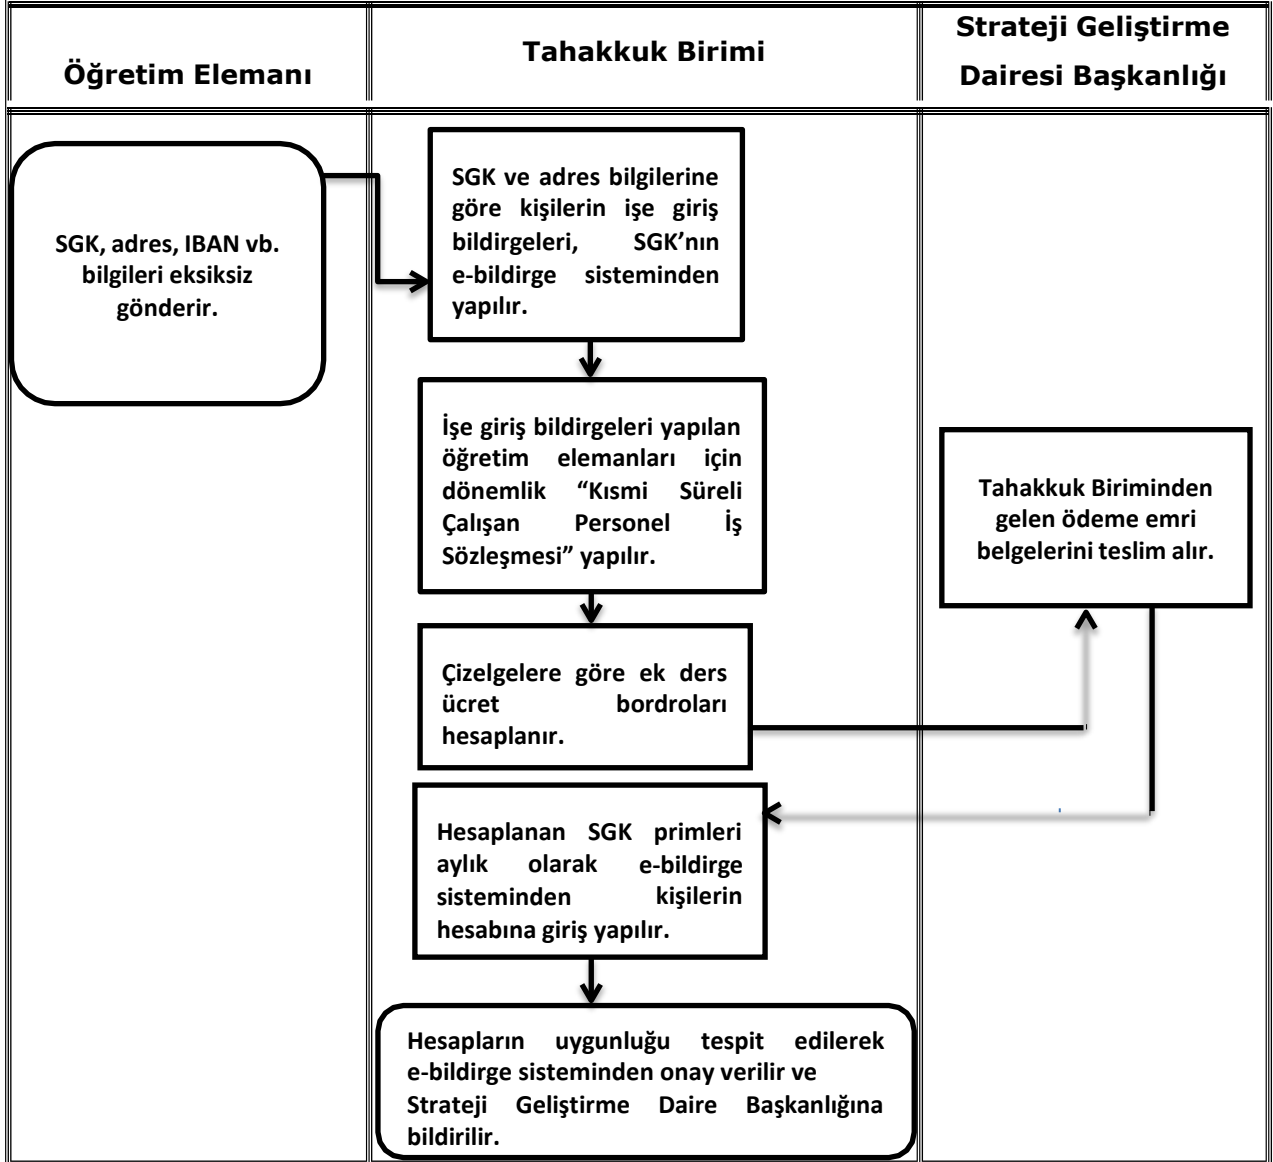 Öğretim Elemanı
Tahakkuk Birimi
Strateji Geliştirme
Dairesi Başkanlığı
SGK, adres, IBAN vb.
bilgileri eksiksiz
gönderir.
SGK ve adres bilgilerine
göre kişilerin işe giriş
bildirgeleri, SGK’nın
e-bildirge sisteminden
yapılır.
İşe giriş bildirgeleri yapılan
öğretim elemanları için
dönemlik “Kısmi Süreli
Çalışan Personel İş
Sözleşmesi” yapılır.
Çizelgelere göre ek ders
ücret bordroları
hesaplanır.
Tahakkuk Biriminden
gelen ödeme emri
belgelerini teslim alır.
Hesaplanan SGK primleri
aylık olarak e-bildirge
sisteminden kişilerin
hesabına giriş yapılır.
Hesapların uygunluğu tespit edilerek
e-bildirge sisteminden onay verilir ve
Strateji Geliştirme Daire Başkanlığına
bildirilir.